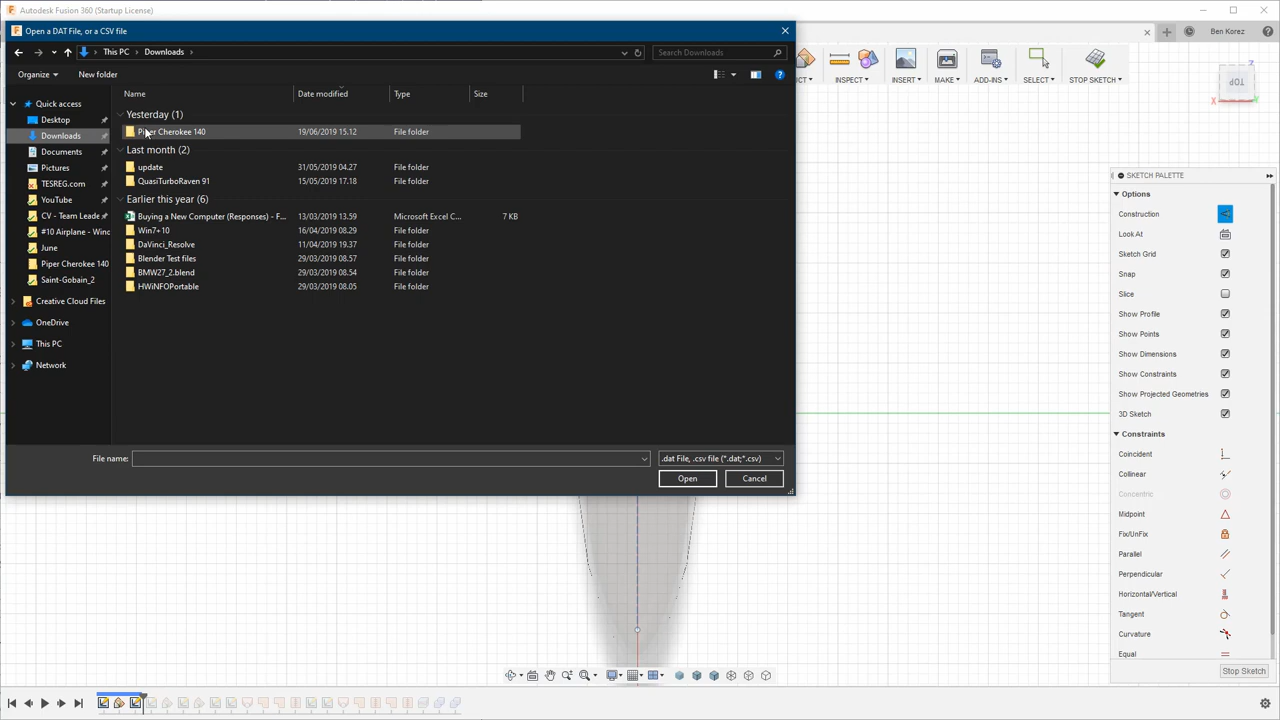 Autodesk Fusion 360 (Startup License)
Open a DAT File, or a CSV file
This PC > Downloads >
Search Downloads
Ben Korez
Organize
New folder
INSPECT
INSERT
MAKE
ADD-INS
SELECT
STOP SKETCH
TOP
Z
X
Name
Date modified
Type
Size
Quick access
Desktop
Downloads
Documents
Pictures
TESREG.com
YouTube
CV - Team Leade
#10 Airplane - Wind
June
Piper Cherokee 140
Saint-Gobain_2
Creative Cloud Files
OneDrive
This PC
Network
Yesterday (1)
Piper Cherokee 140 19/06/2019 15.12 File folder
Last month (2)
update 31/05/2019 04.27 File folder
QuasiTurboRaven 91 15/05/2019 17.18 File folder
Earlier this year (6)
Buying a New Computer (Responses) - F... 13/03/2019 13.59 Microsoft Excel C... 7 KB
Win7+10 16/04/2019 08.29 File folder
DaVinci_Resolve 11/04/2019 19.37 File folder
Blender Test files 29/03/2019 08.57 File folder
BMW27_2.blend 29/03/2019 08.54 File folder
HWiNFOPortable 29/03/2019 08.05 File folder
File name:
.dat File, .csv file (*.dat;*.csv)
Open
Cancel
SKETCH PALETTE
Options
Construction
Look At
Sketch Grid
Snap
Slice
Show Profile
Show Points
Show Dimensions
Show Constraints
Show Projected Geometries
3D Sketch
Constraints
Coincident
Collinear
Concentric
Midpoint
Fix/UnFix
Parallel
Perpendicular
Horizontal/Vertical
Tangent
Curvature
Equal
Stop Sketch